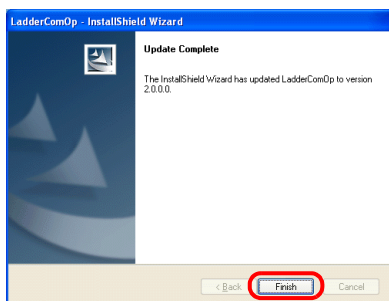 LadderComOp - InstallShield Wizard
Update Complete
The InstallShield Wizard has updated LadderComOp to version
2.0.0.0.
< Back
Finish
Cancel